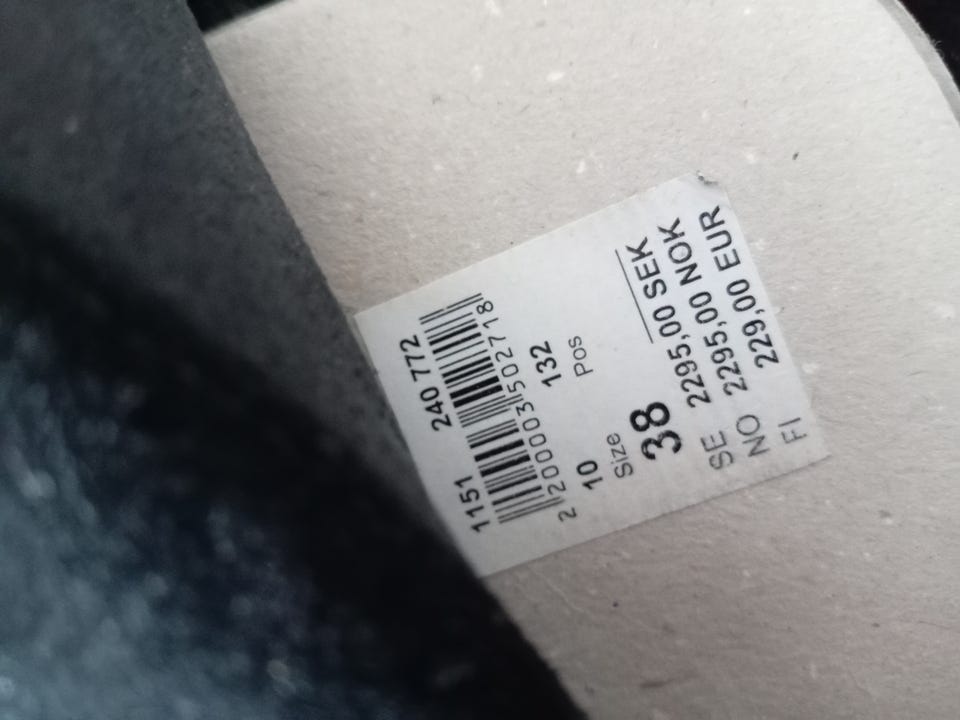 1151 240 772
2 200003 502718
10 132
Size Pos
38
SE 2295,00 SEK
NO 2295,00 NOK
FI 229,00 EUR